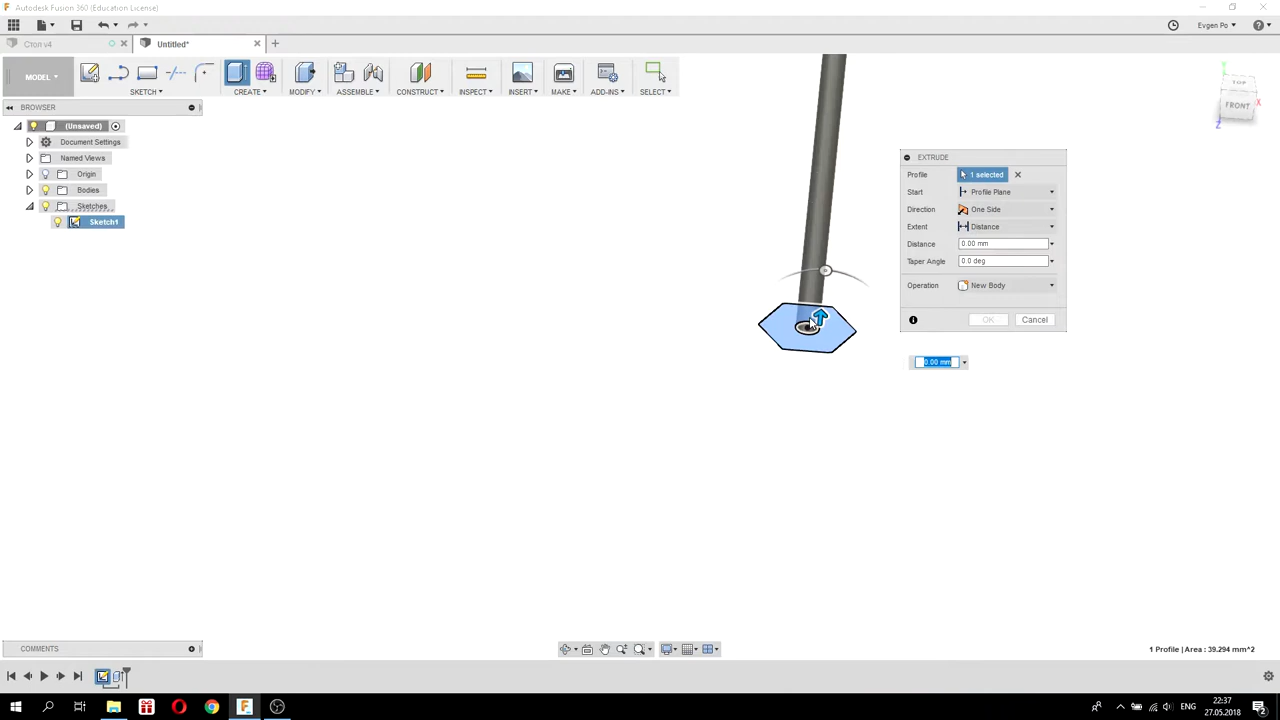 Autodesk Fusion 360 (Education License)
Evgen Po
Стол v4
Untitled*
MODEL
SKETCH
CREATE
MODIFY
ASSEMBLE
CONSTRUCT
INSPECT
INSERT
MAKE
ADD-INS
SELECT
TOP
FRONT
X
Z
BROWSER
(Unsaved)
Document Settings
Named Views
Origin
Bodies
Sketches
Sketch1
EXTRUDE
Profile
1 selected
Start
Profile Plane
Direction
One Side
Extent
Distance
Distance
0.00 mm
Taper Angle
0.0 deg
Operation
New Body
OK
Cancel
0.00 mm
COMMENTS
1 Profile | Area : 39.294 mm^2
22:37
27.05.2018
2